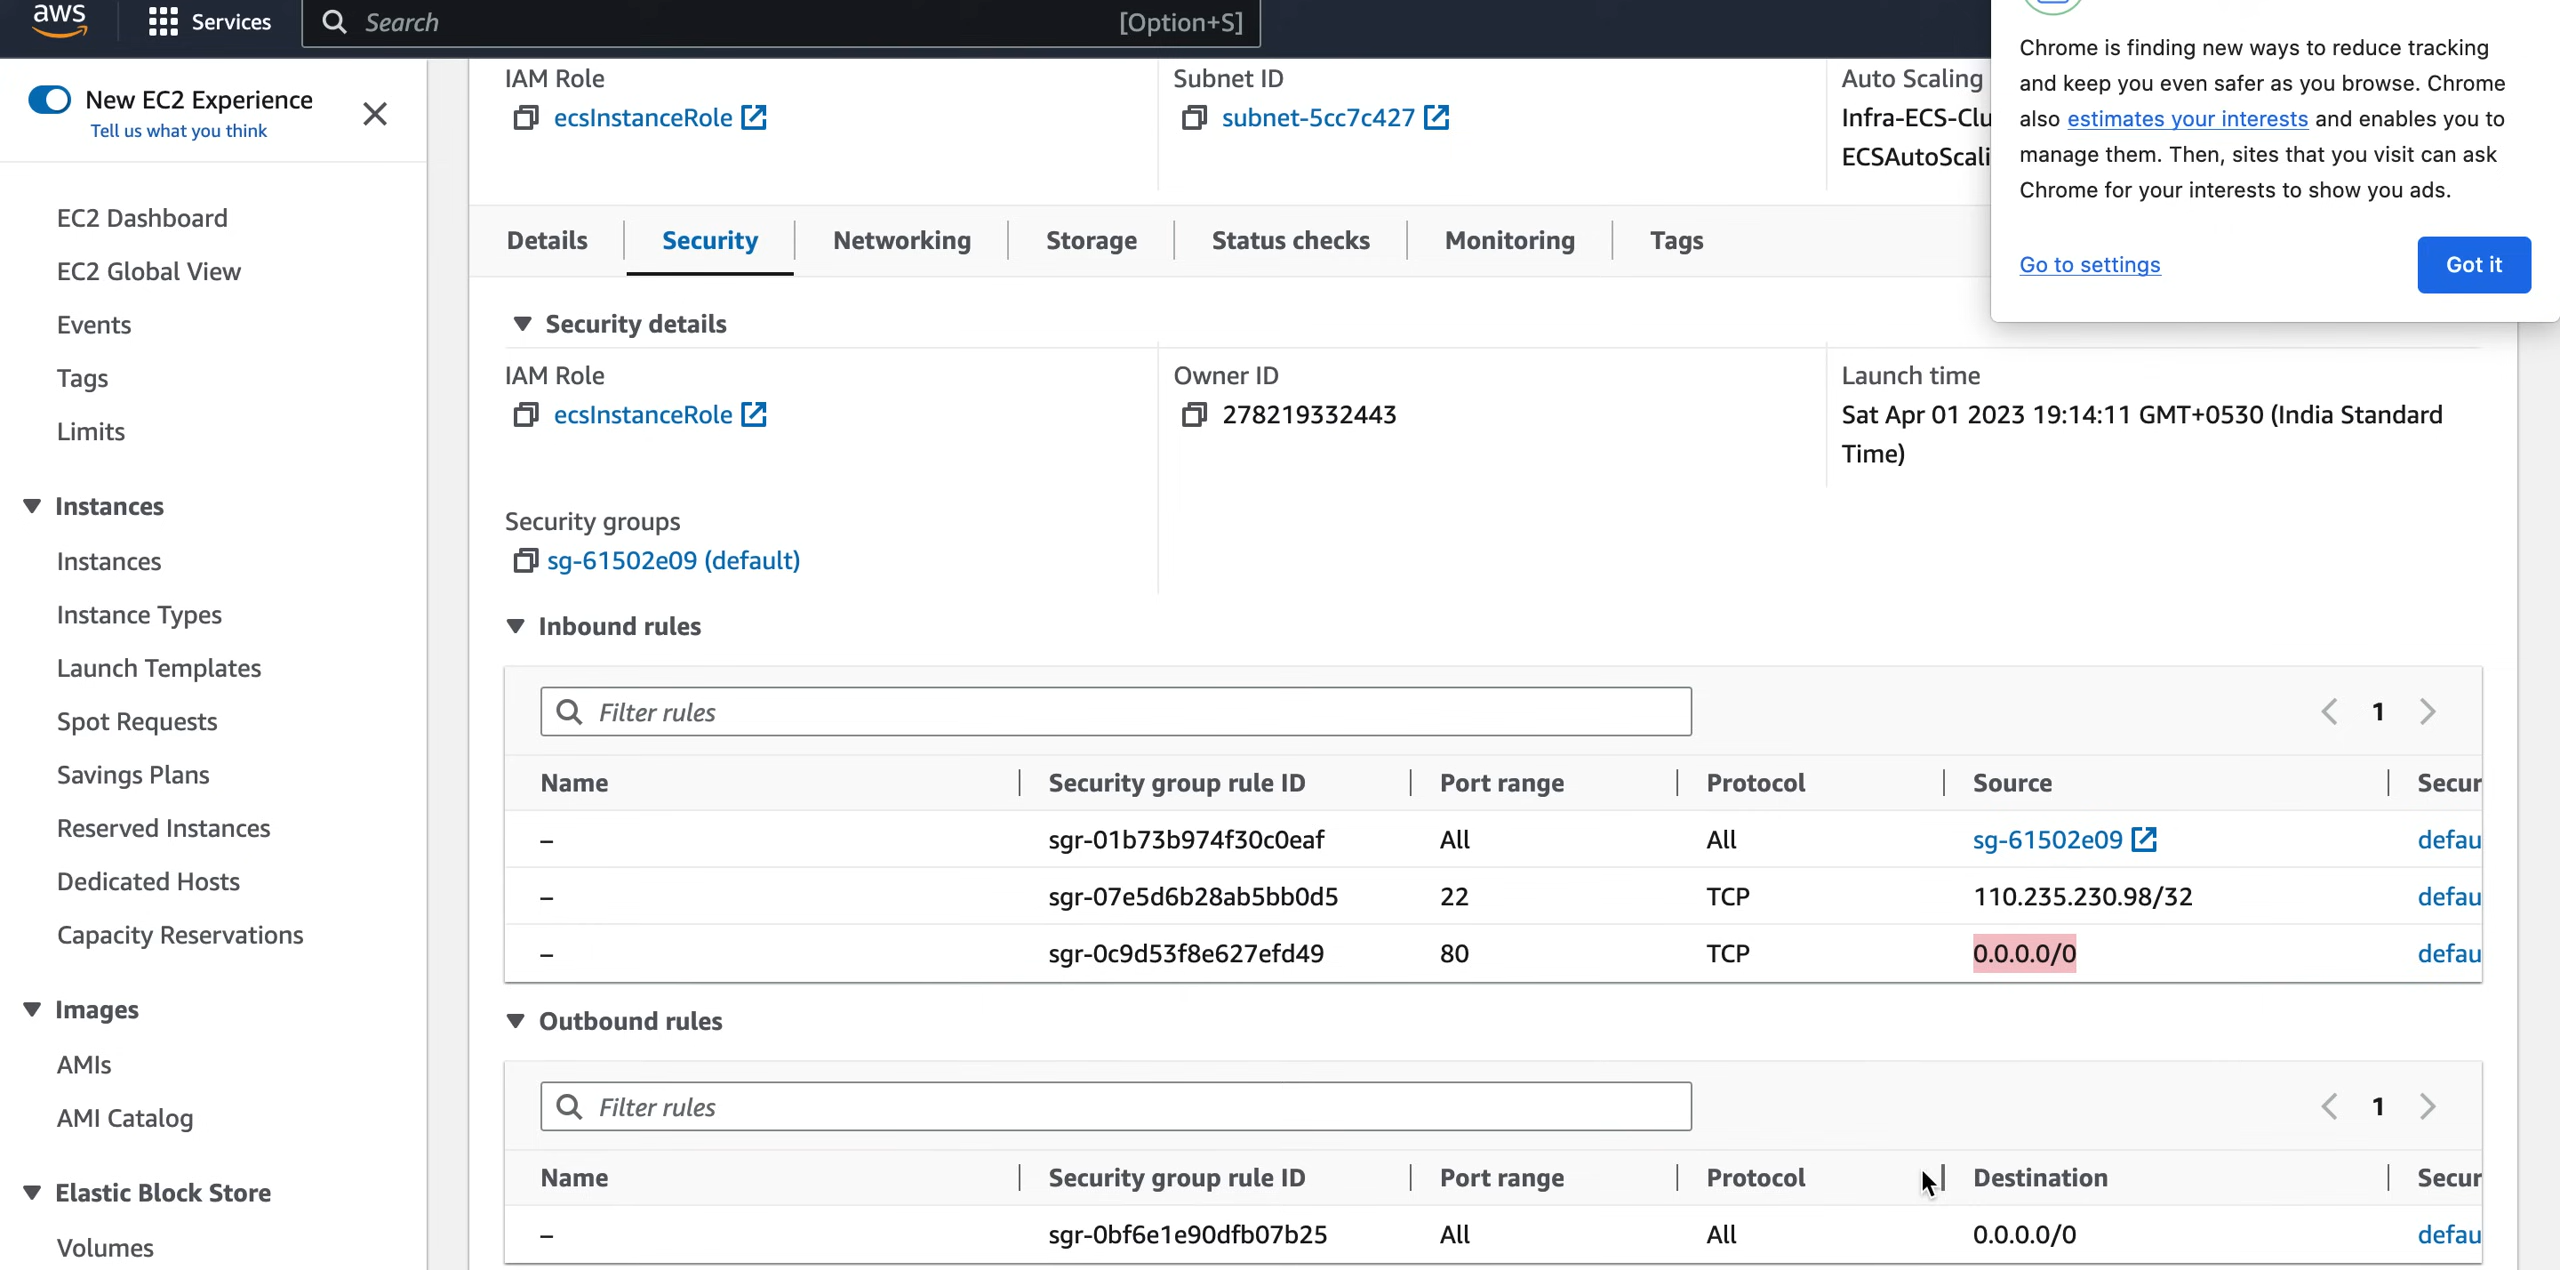 aws
Services
Search
[Option+S]
Chrome is finding new ways to reduce tracking
and keep you even safer as you browse. Chrome
also estimates your interests and enables you to
manage them. Then, sites that you visit can ask
Chrome for your interests to show you ads.
Go to settings
Got it
New EC2 Experience
Tell us what you think
EC2 Dashboard
EC2 Global View
Events
Tags
Limits
Instances
Instances
Instance Types
Launch Templates
Spot Requests
Savings Plans
Reserved Instances
Dedicated Hosts
Capacity Reservations
Images
AMIs
AMI Catalog
Elastic Block Store
Volumes
IAM Role
ecsInstanceRole
Subnet ID
subnet-5cc7c427
Auto Scaling
Infra-ECS-Clu
ECSAutoScali
Details
Security
Networking
Storage
Status checks
Monitoring
Tags
Security details
IAM Role
ecsInstanceRole
Owner ID
278219332443
Launch time
Sat Apr 01 2023 19:14:11 GMT+0530 (India Standard
Time)
Security groups
sg-61502e09 (default)
Inbound rules
Filter rules
1
Name Security group rule ID Port range Protocol Source Secur
– sgr-01b73b974f30c0eaf All All sg-61502e09 defau
– sgr-07e5d6b28ab5bb0d5 22 TCP 110.235.230.98/32 defau
– sgr-0c9d53f8e627efd49 80 TCP 0.0.0.0/0 defau
Outbound rules
Filter rules
1
Name Security group rule ID Port range Protocol Destination Secur
– sgr-0bf6e1e90dfb07b25 All All 0.0.0.0/0 defau